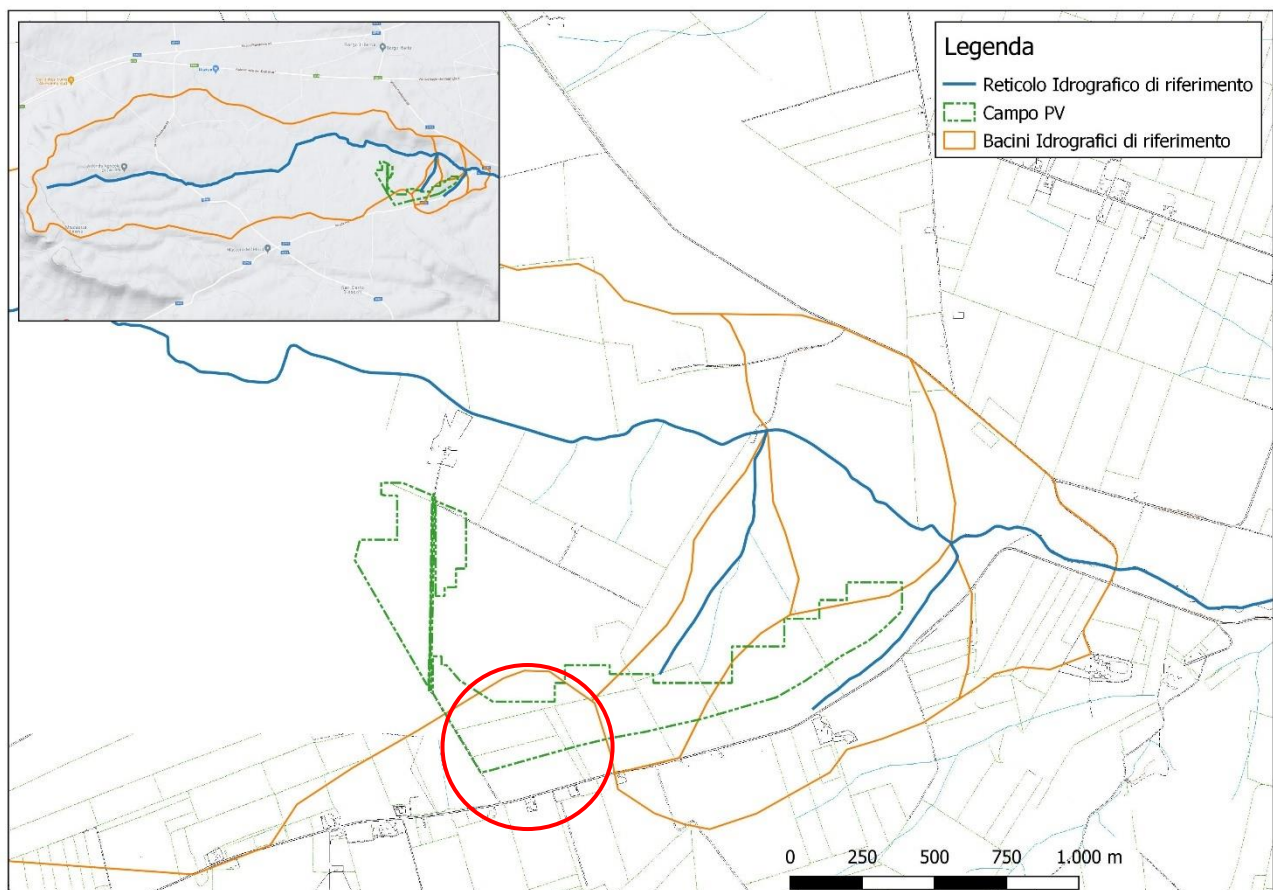 Legenda
Reticolo Idrografico di riferimento
Campo PV
Bacini Idrografici di riferimento
0 250 500 750 1.000 m